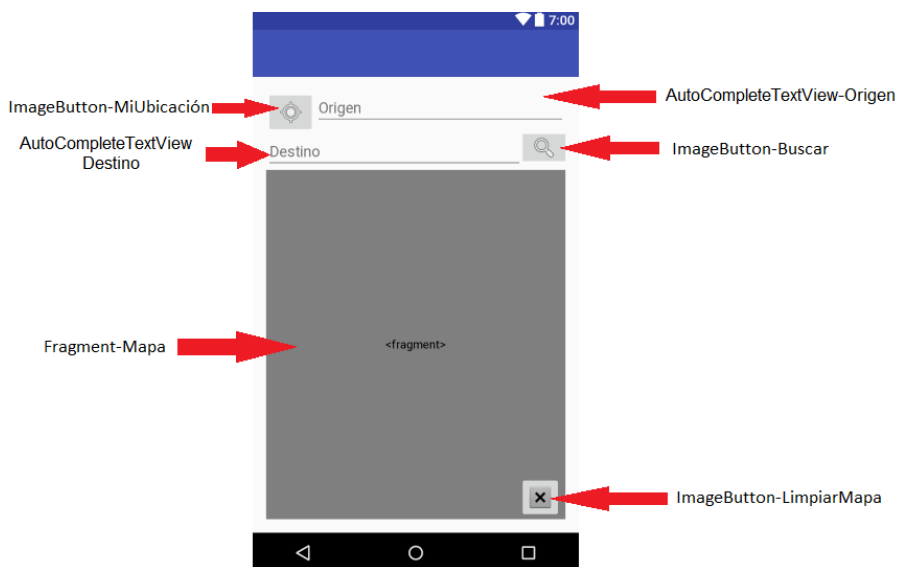 7:00
ImageButton-MiUbicación
Origen
AutoCompleteTextView-Origen
AutoCompleteTextView
Destino
Destino
ImageButton-Buscar
Fragment-Mapa
<fragment>
ImageButton-LimpiarMapa